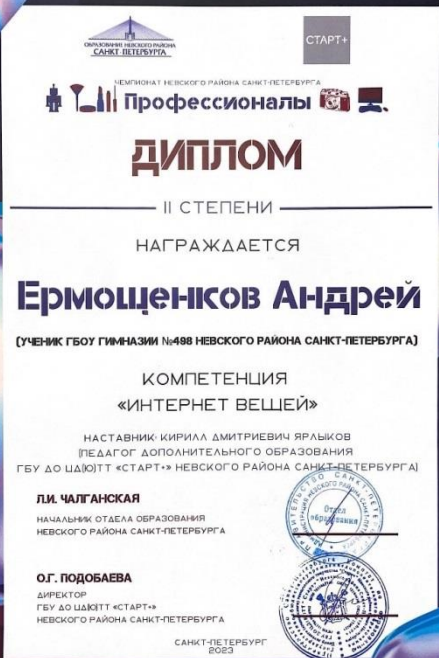 ОБРАЗОВАНИЕ НЕВСКОГО РАЙОНА
САНКТ-ПЕТЕРБУРГА
СТАРТ+
ЧЕМПИОНАТ НЕВСКОГО РАЙОНА САНКТ-ПЕТЕРБУРГА
Профессионалы
ДИПЛОМ
II СТЕПЕНИ
НАГРАЖДАЕТСЯ
Ермощенков Андрей
(УЧЕНИК ГБОУ ГИМНАЗИИ №498 НЕВСКОГО РАЙОНА САНКТ-ПЕТЕРБУРГА)
КОМПЕТЕНЦИЯ
«ИНТЕРНЕТ ВЕЩЕЙ»
НАСТАВНИК: КИРИЛЛ ДМИТРИЕВИЧ ЯРЛЫКОВ
(ПЕДАГОГ ДОПОЛНИТЕЛЬНОГО ОБРАЗОВАНИЯ
ГБУ ДО ЦД(Ю)ТТ «СТАРТ+» НЕВСКОГО РАЙОНА САНКТ-ПЕТЕРБУРГА)
Л.И. ЧАЛГАНСКАЯ
НАЧАЛЬНИК ОТДЕЛА ОБРАЗОВАНИЯ
НЕВСКОГО РАЙОНА САНКТ-ПЕТЕРБУРГА
Отдел
образования
О.Г. ПОДОБАЕВА
ДИРЕКТОР
ГБУ ДО ЦД(Ю)ТТ «СТАРТ+»
НЕВСКОГО РАЙОНА САНКТ-ПЕТЕРБУРГА
САНКТ-ПЕТЕРБУРГ
2023